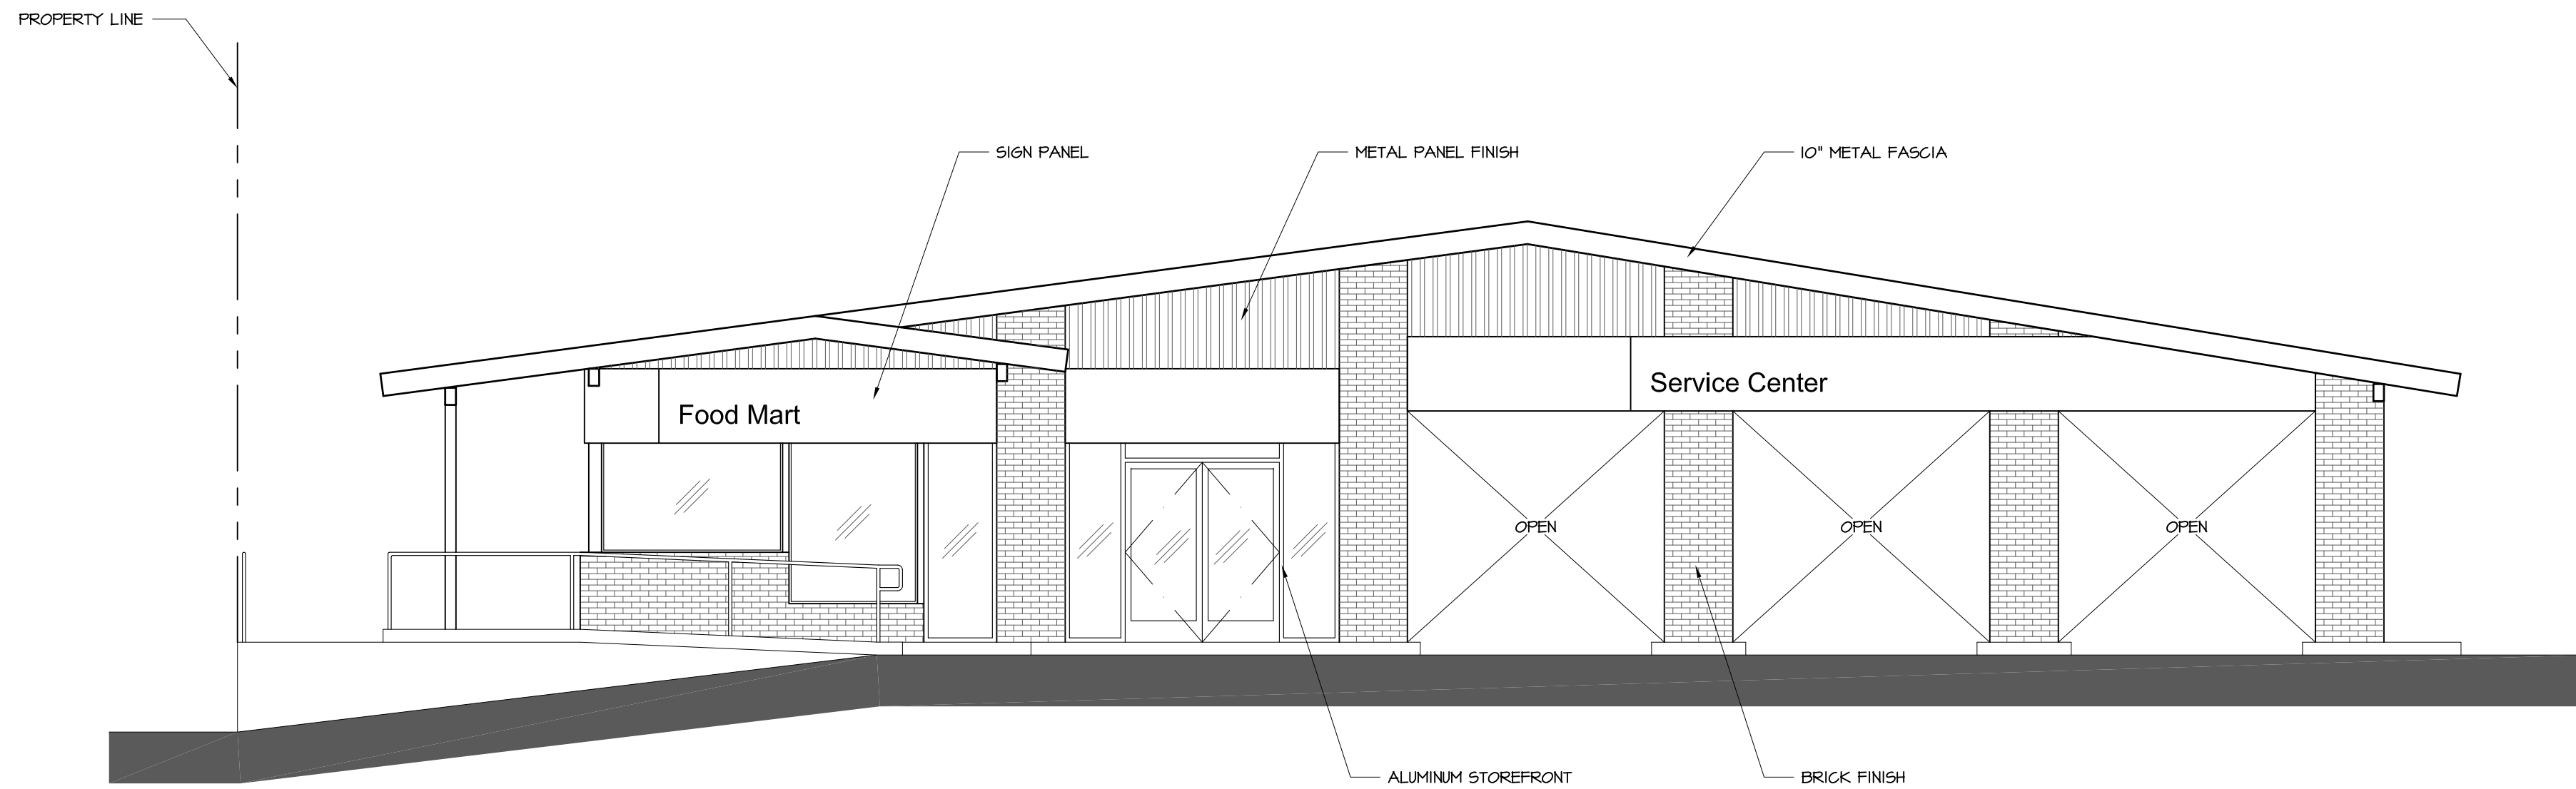 PROPERTY LINE
SIGN PANEL
METAL PANEL FINISH
10" METAL FASCIA
Service Center
Food Mart
OPEN
OPEN
OPEN
ALUMINUM STOREFRONT
BRICK FINISH